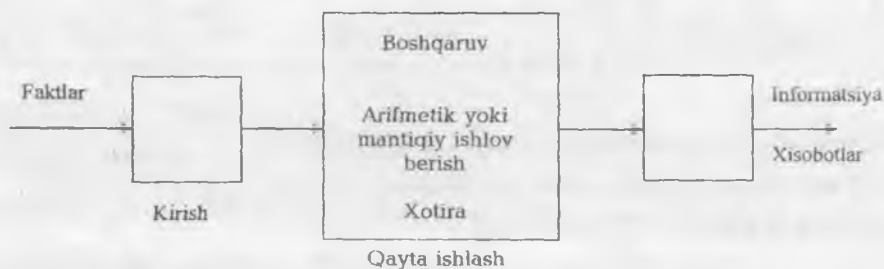 Faktlar
Kirish
Boshqaruv
Arifmetik yoki
mantiqiy ishlov
berish
Xotira
Qayta ishlash
Informatsiya
Xisobotlar